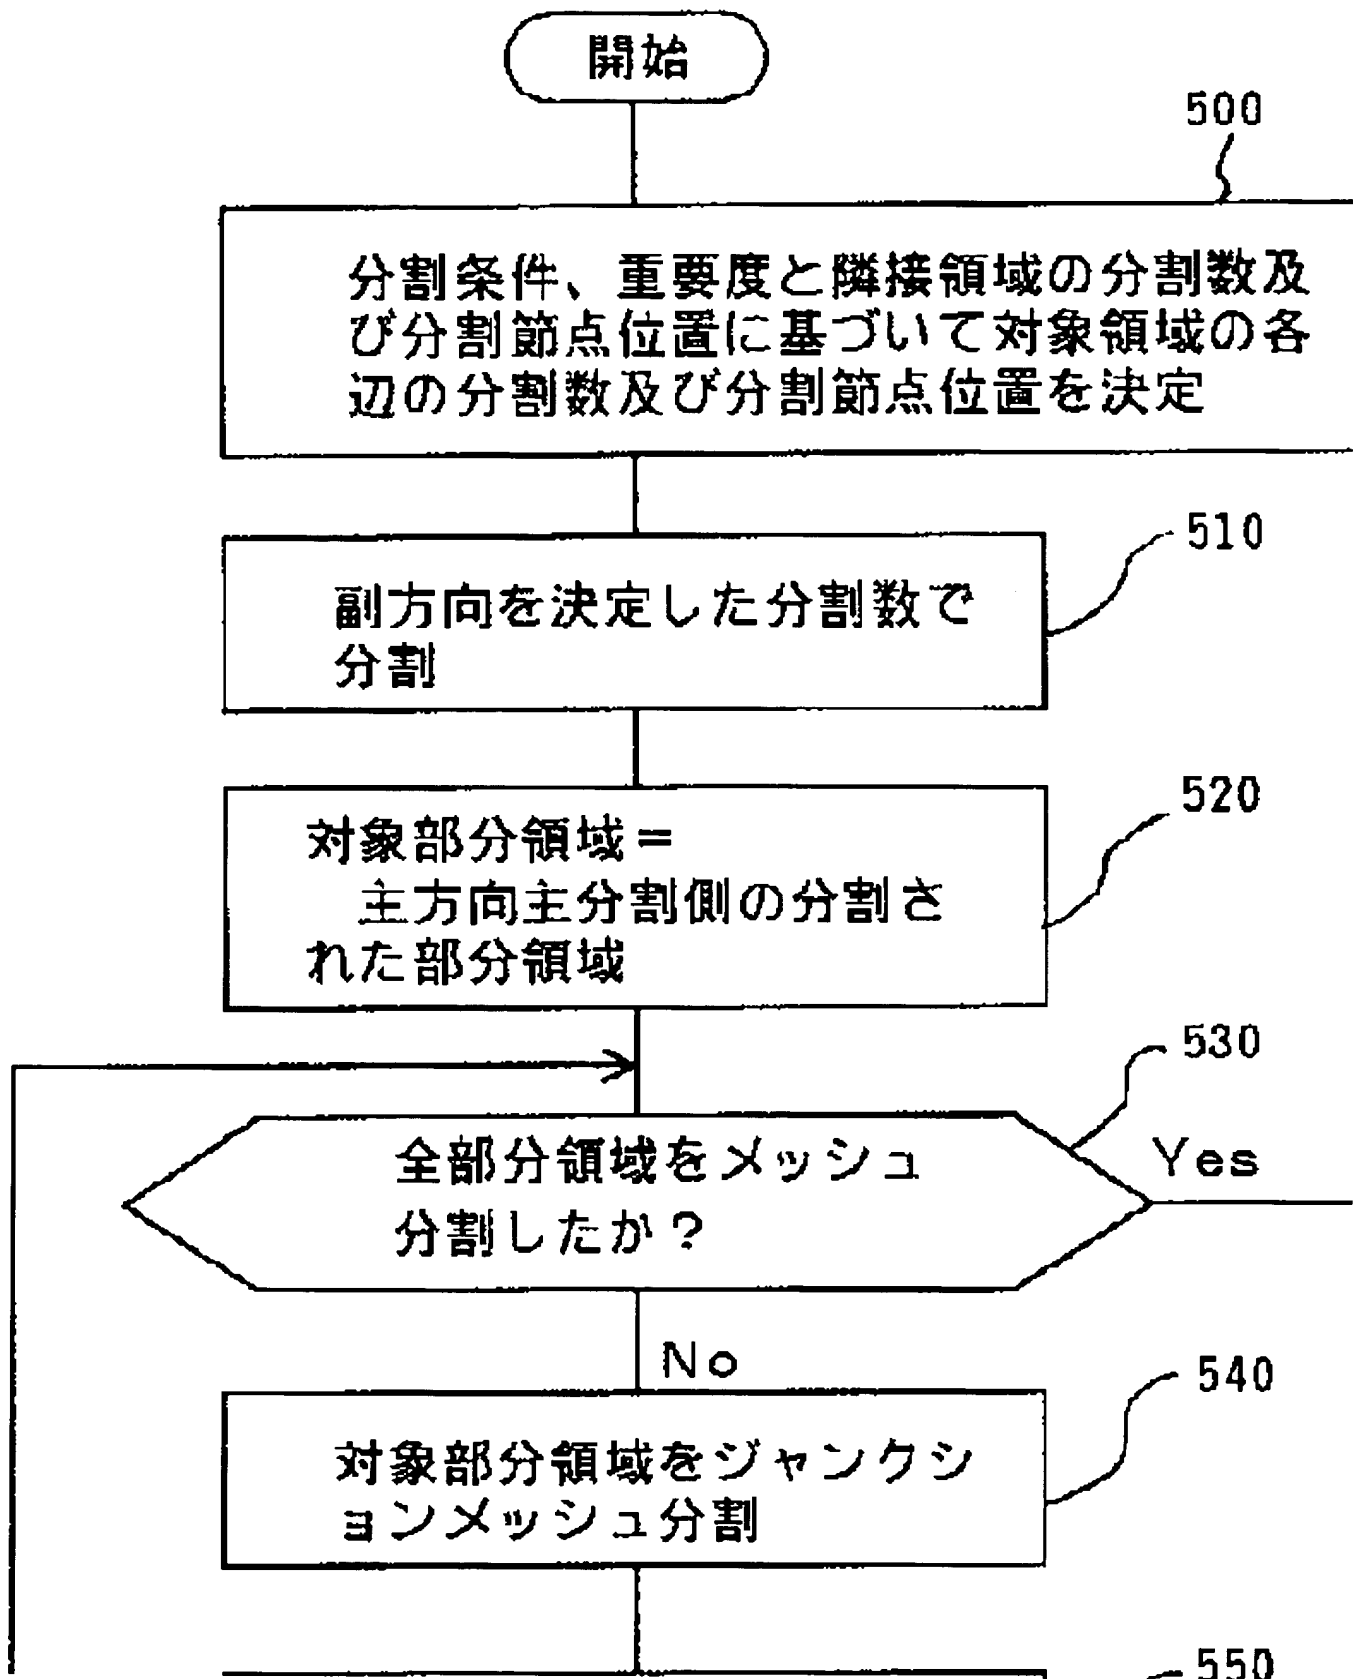 開始
500
分割条件、重要度と隣接領域の分割数及
び分割節点位置に基づいて対象領域の各
辺の分割数及び分割節点位置を決定
510
副方向を決定した分割数で
分割
520
対象部分領域＝
主方向主分割側の分割さ
れた部分領域
530
全部分領域をメッシュ
分割したか？
Yes
No
540
対象部分領域をジャンクシ
ョンメッシュ分割
550